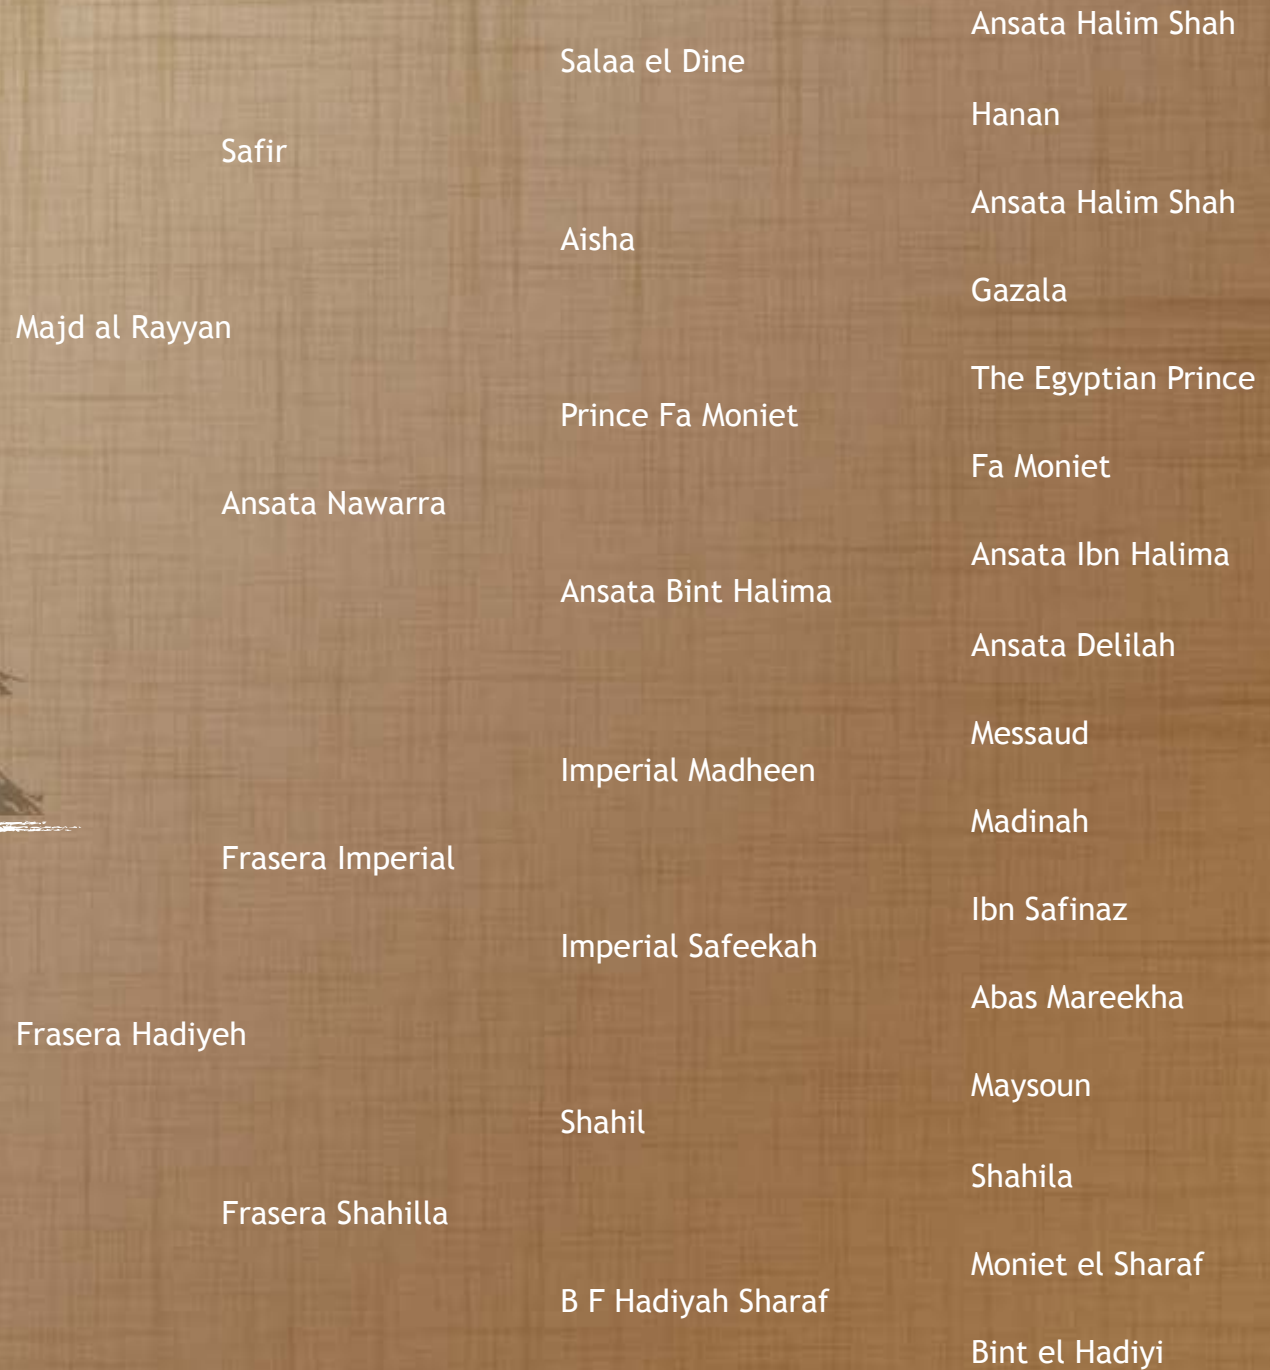 Ansata Halim Shah
Salaa el Dine
Hanan
Safir
Ansata Halim Shah
Aisha
Gazala
Majd al Rayyan
The Egyptian Prince
Prince Fa Moniet
Fa Moniet
Ansata Nawarra
Ansata Ibn Halima
Ansata Bint Halima
Ansata Delilah
Messaud
Imperial Madheen
Madinah
Frasera Imperial
Ibn Safinaz
Imperial Safeekah
Abas Mareekha
Frasera Hadiyeh
Maysoun
Shahil
Shahila
Frasera Shahilla
Moniet el Sharaf
B F Hadiyah Sharaf
Bint el Hadiyi